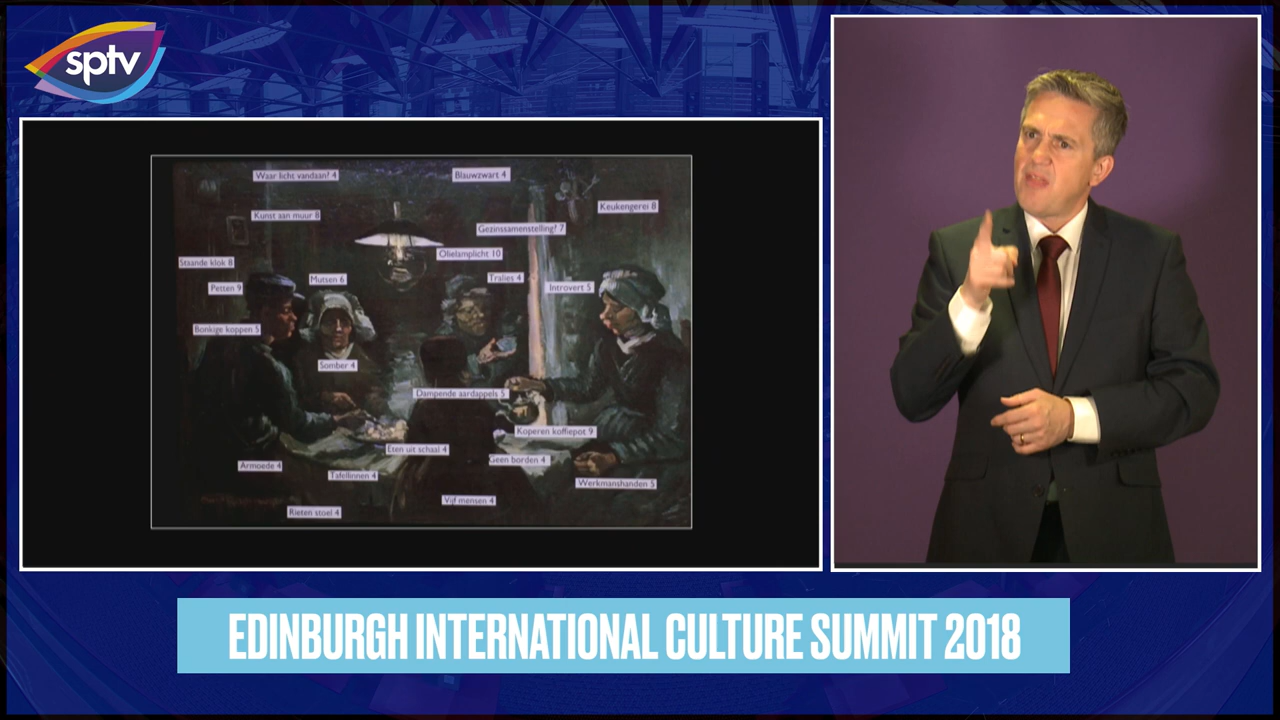 sptv
Waar licht vandaan? 4
Blauwzwart 4
Kunst aan muur 8
Keukengerei 8
Gezinssamenstelling? 7
Olielamplicht 10
Staande klok 8
Mutsen 6
Tralies 4
Petten 9
Introvert 5
Bonkige koppen 5
Somber 4
Dampende aardappels 5
Koperen koffiepot 9
Eten uit schaal 4
Geen borden 4
Armoede 4
Tafellinnen 4
Werkmanshanden 5
Vijf mensen 4
Rieten stoel 4
EDINBURGH INTERNATIONAL CULTURE SUMMIT 2018